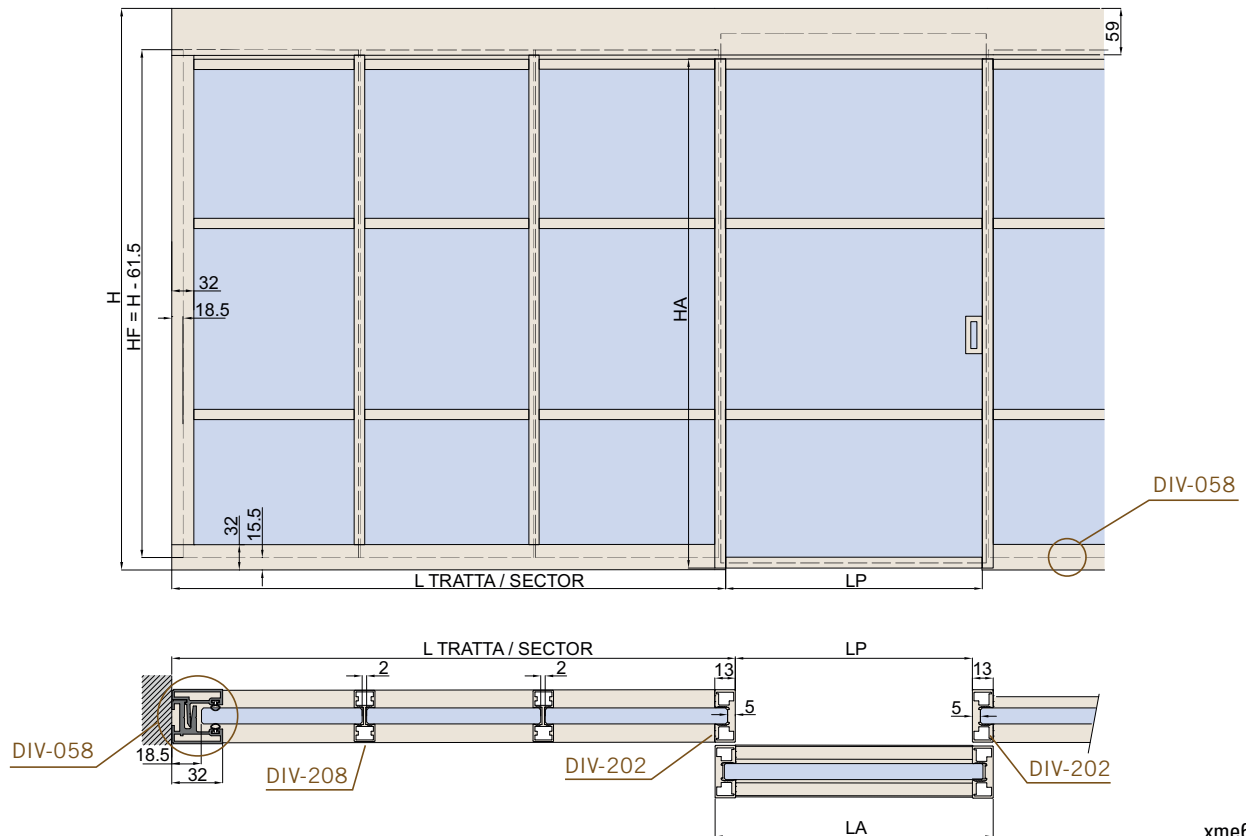 59
H
HF = H - 61.5
32
18.5
HA
32
15.5
DIV-058
L TRATTA / SECTOR
LP
L TRATTA / SECTOR
LP
2
2
13
13
5
5
DIV-058
18.5
32
DIV-208
DIV-202
DIV-202
LA